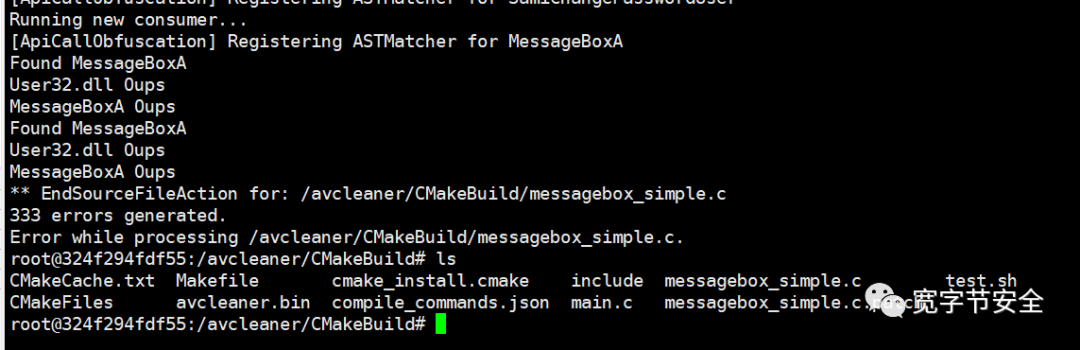 [ApiCallObfuscation] Registering ASTMatcher for SamiChangePasswordUser
Running new consumer...
[ApiCallObfuscation] Registering ASTMatcher for MessageBoxA
Found MessageBoxA
User32.dll Oups
MessageBoxA Oups
Found MessageBoxA
User32.dll Oups
MessageBoxA Oups
** EndSourceFileAction for: /avcleaner/CMakeBuild/messagebox_simple.c
333 errors generated.
Error while processing /avcleaner/CMakeBuild/messagebox_simple.c.
root@324f294fdf55:/avcleaner/CMakeBuild# ls
CMakeCache.txt Makefile cmake_install.cmake include messagebox_simple.c test.sh
CMakeFiles avcleaner.bin compile_commands.json main.c
宽字节安全
root@324f294fdf55:/avcleaner/CMakeBuild#